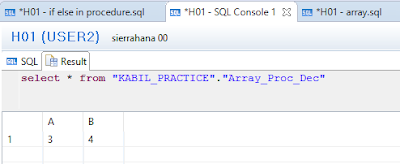 *H01 - if else in procedure.sql *H01 - SQL Console 1 *H01 - array.sql
H01 (USER2) sierrahana 00
SQL Result
select * from "KABIL_PRACTICE"."Array_Proc_Dec"
A B
1 3 4